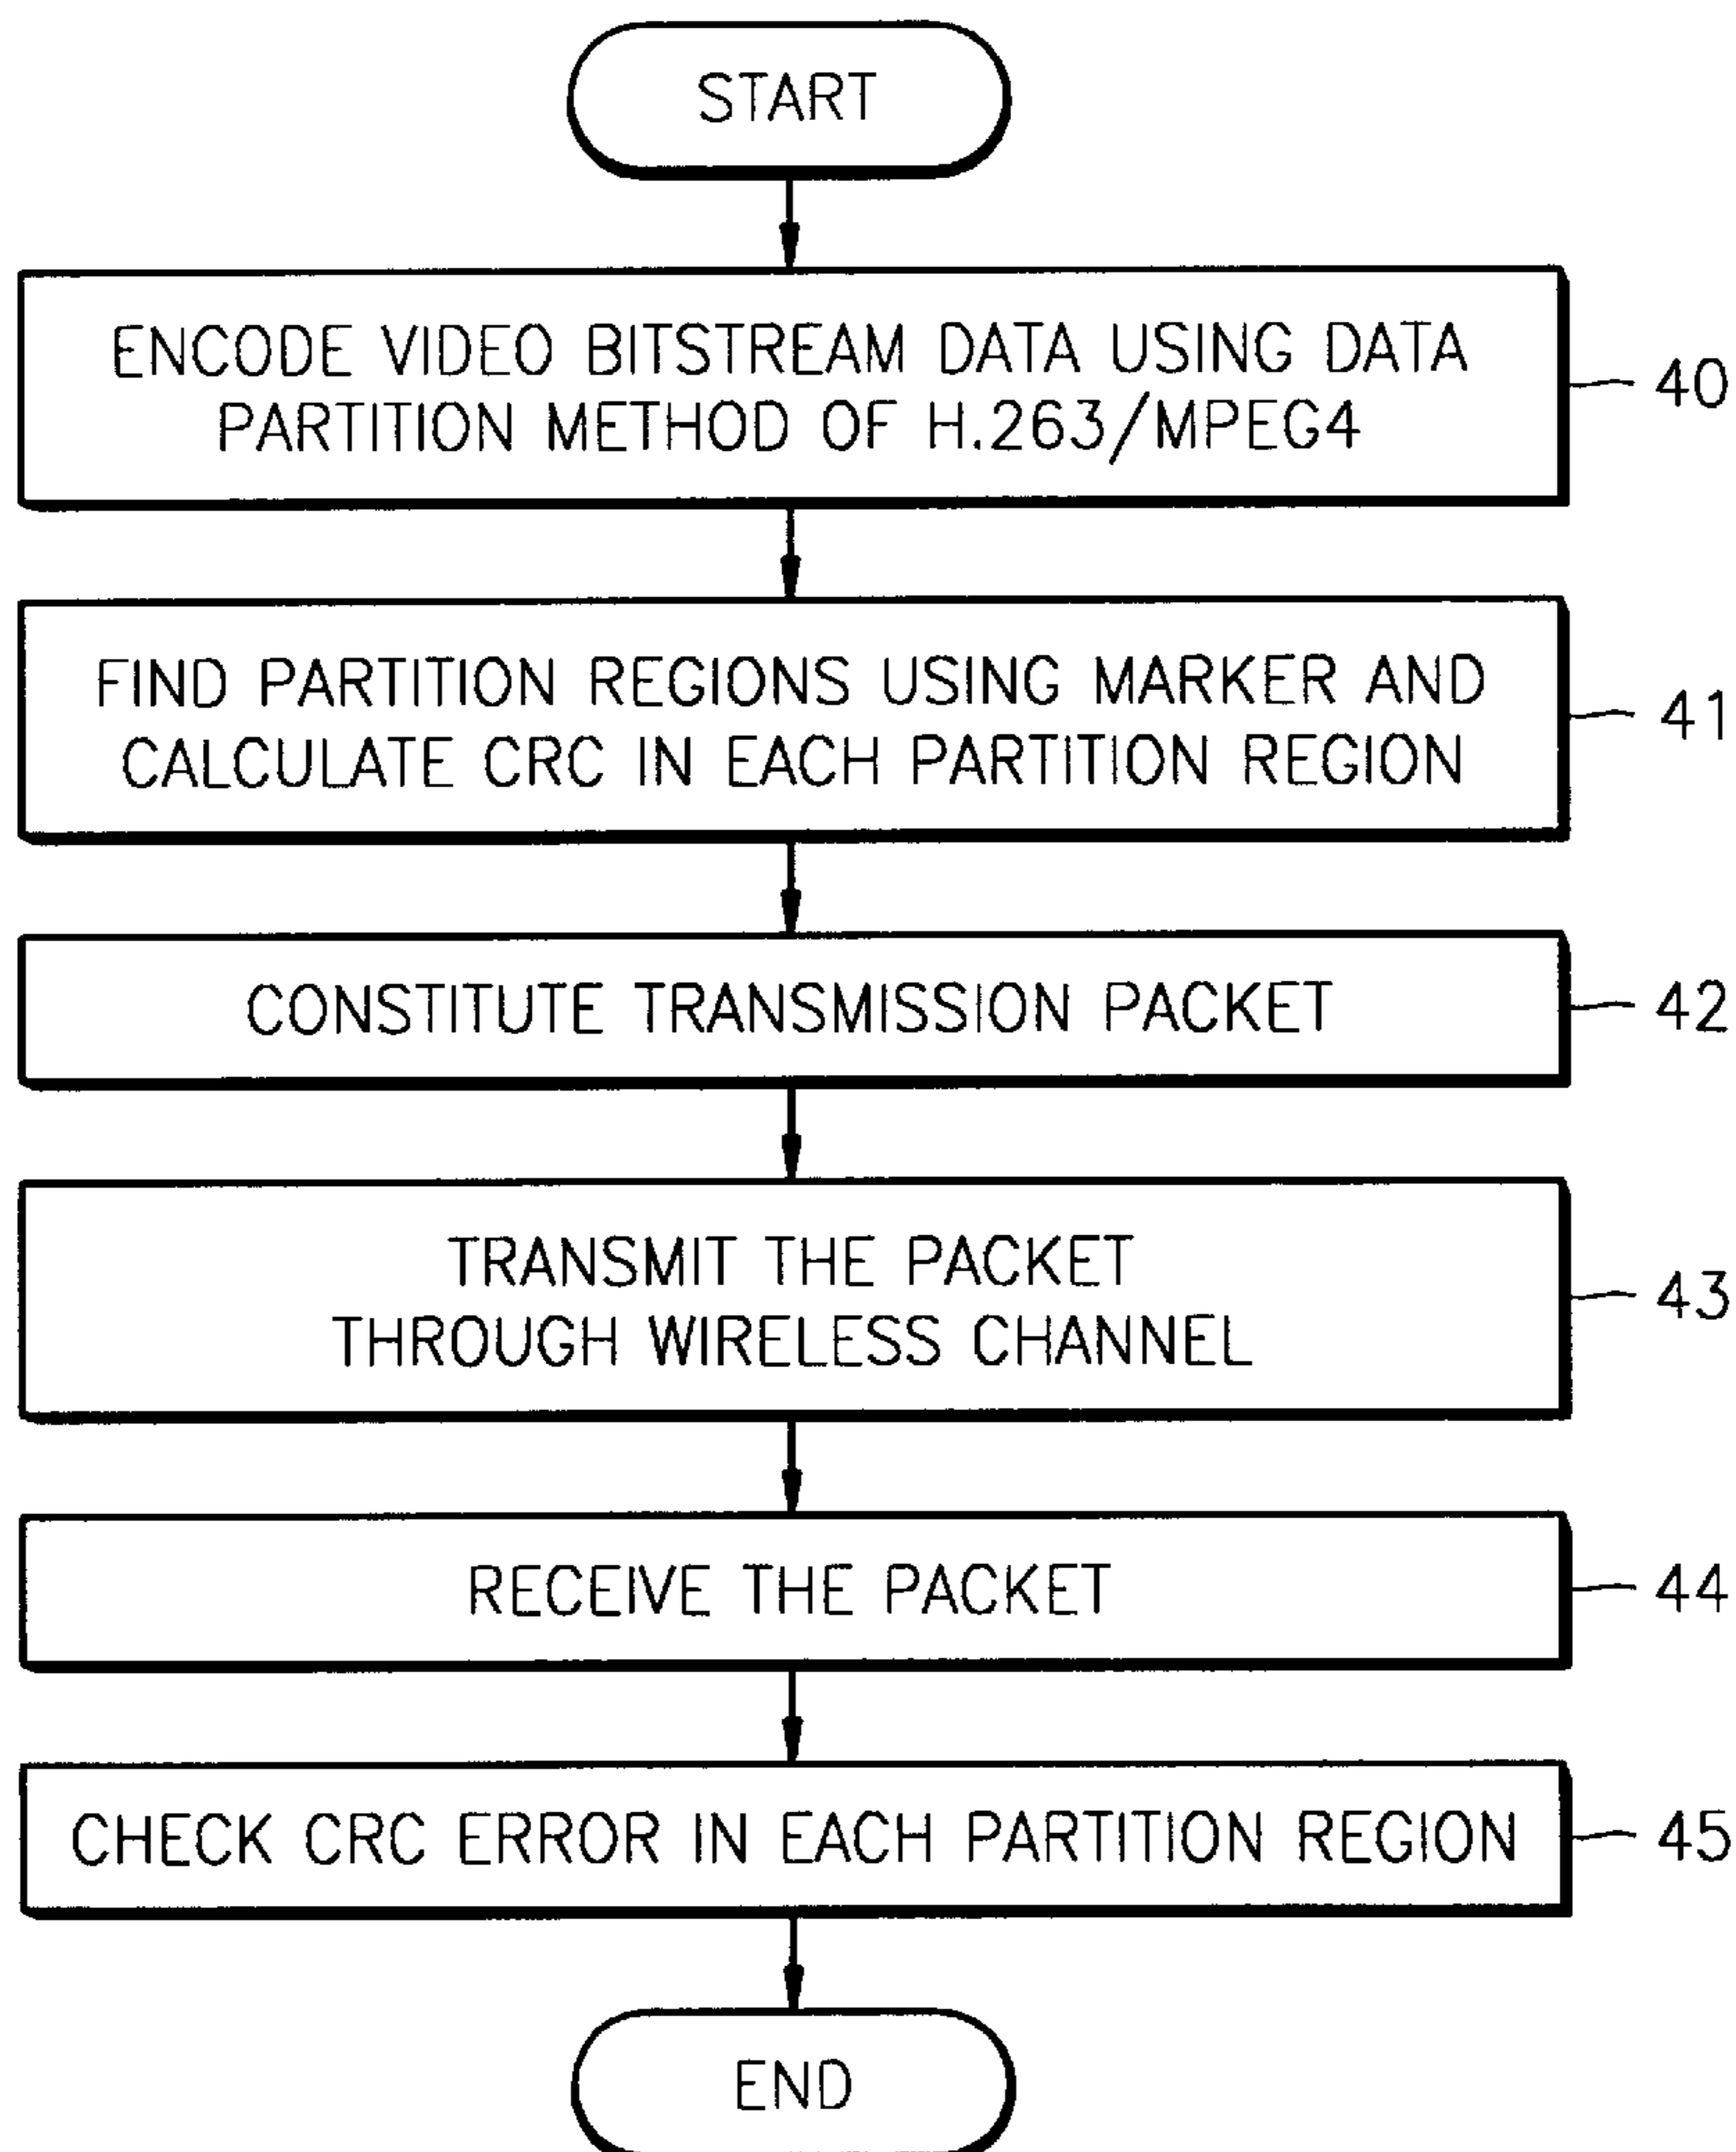 START
ENCODE VIDEO BITSTREAM DATA USING DATA
PARTITION METHOD OF H.263/MPEG4
40
FIND PARTITION REGIONS USING MARKER AND
CALCULATE CRC IN EACH PARTITION REGION
41
CONSTITUTE TRANSMISSION PACKET
42
TRANSMIT THE PACKET
THROUGH WIRELESS CHANNEL
43
RECEIVE THE PACKET
44
CHECK CRC ERROR IN EACH PARTITION REGION
45
END